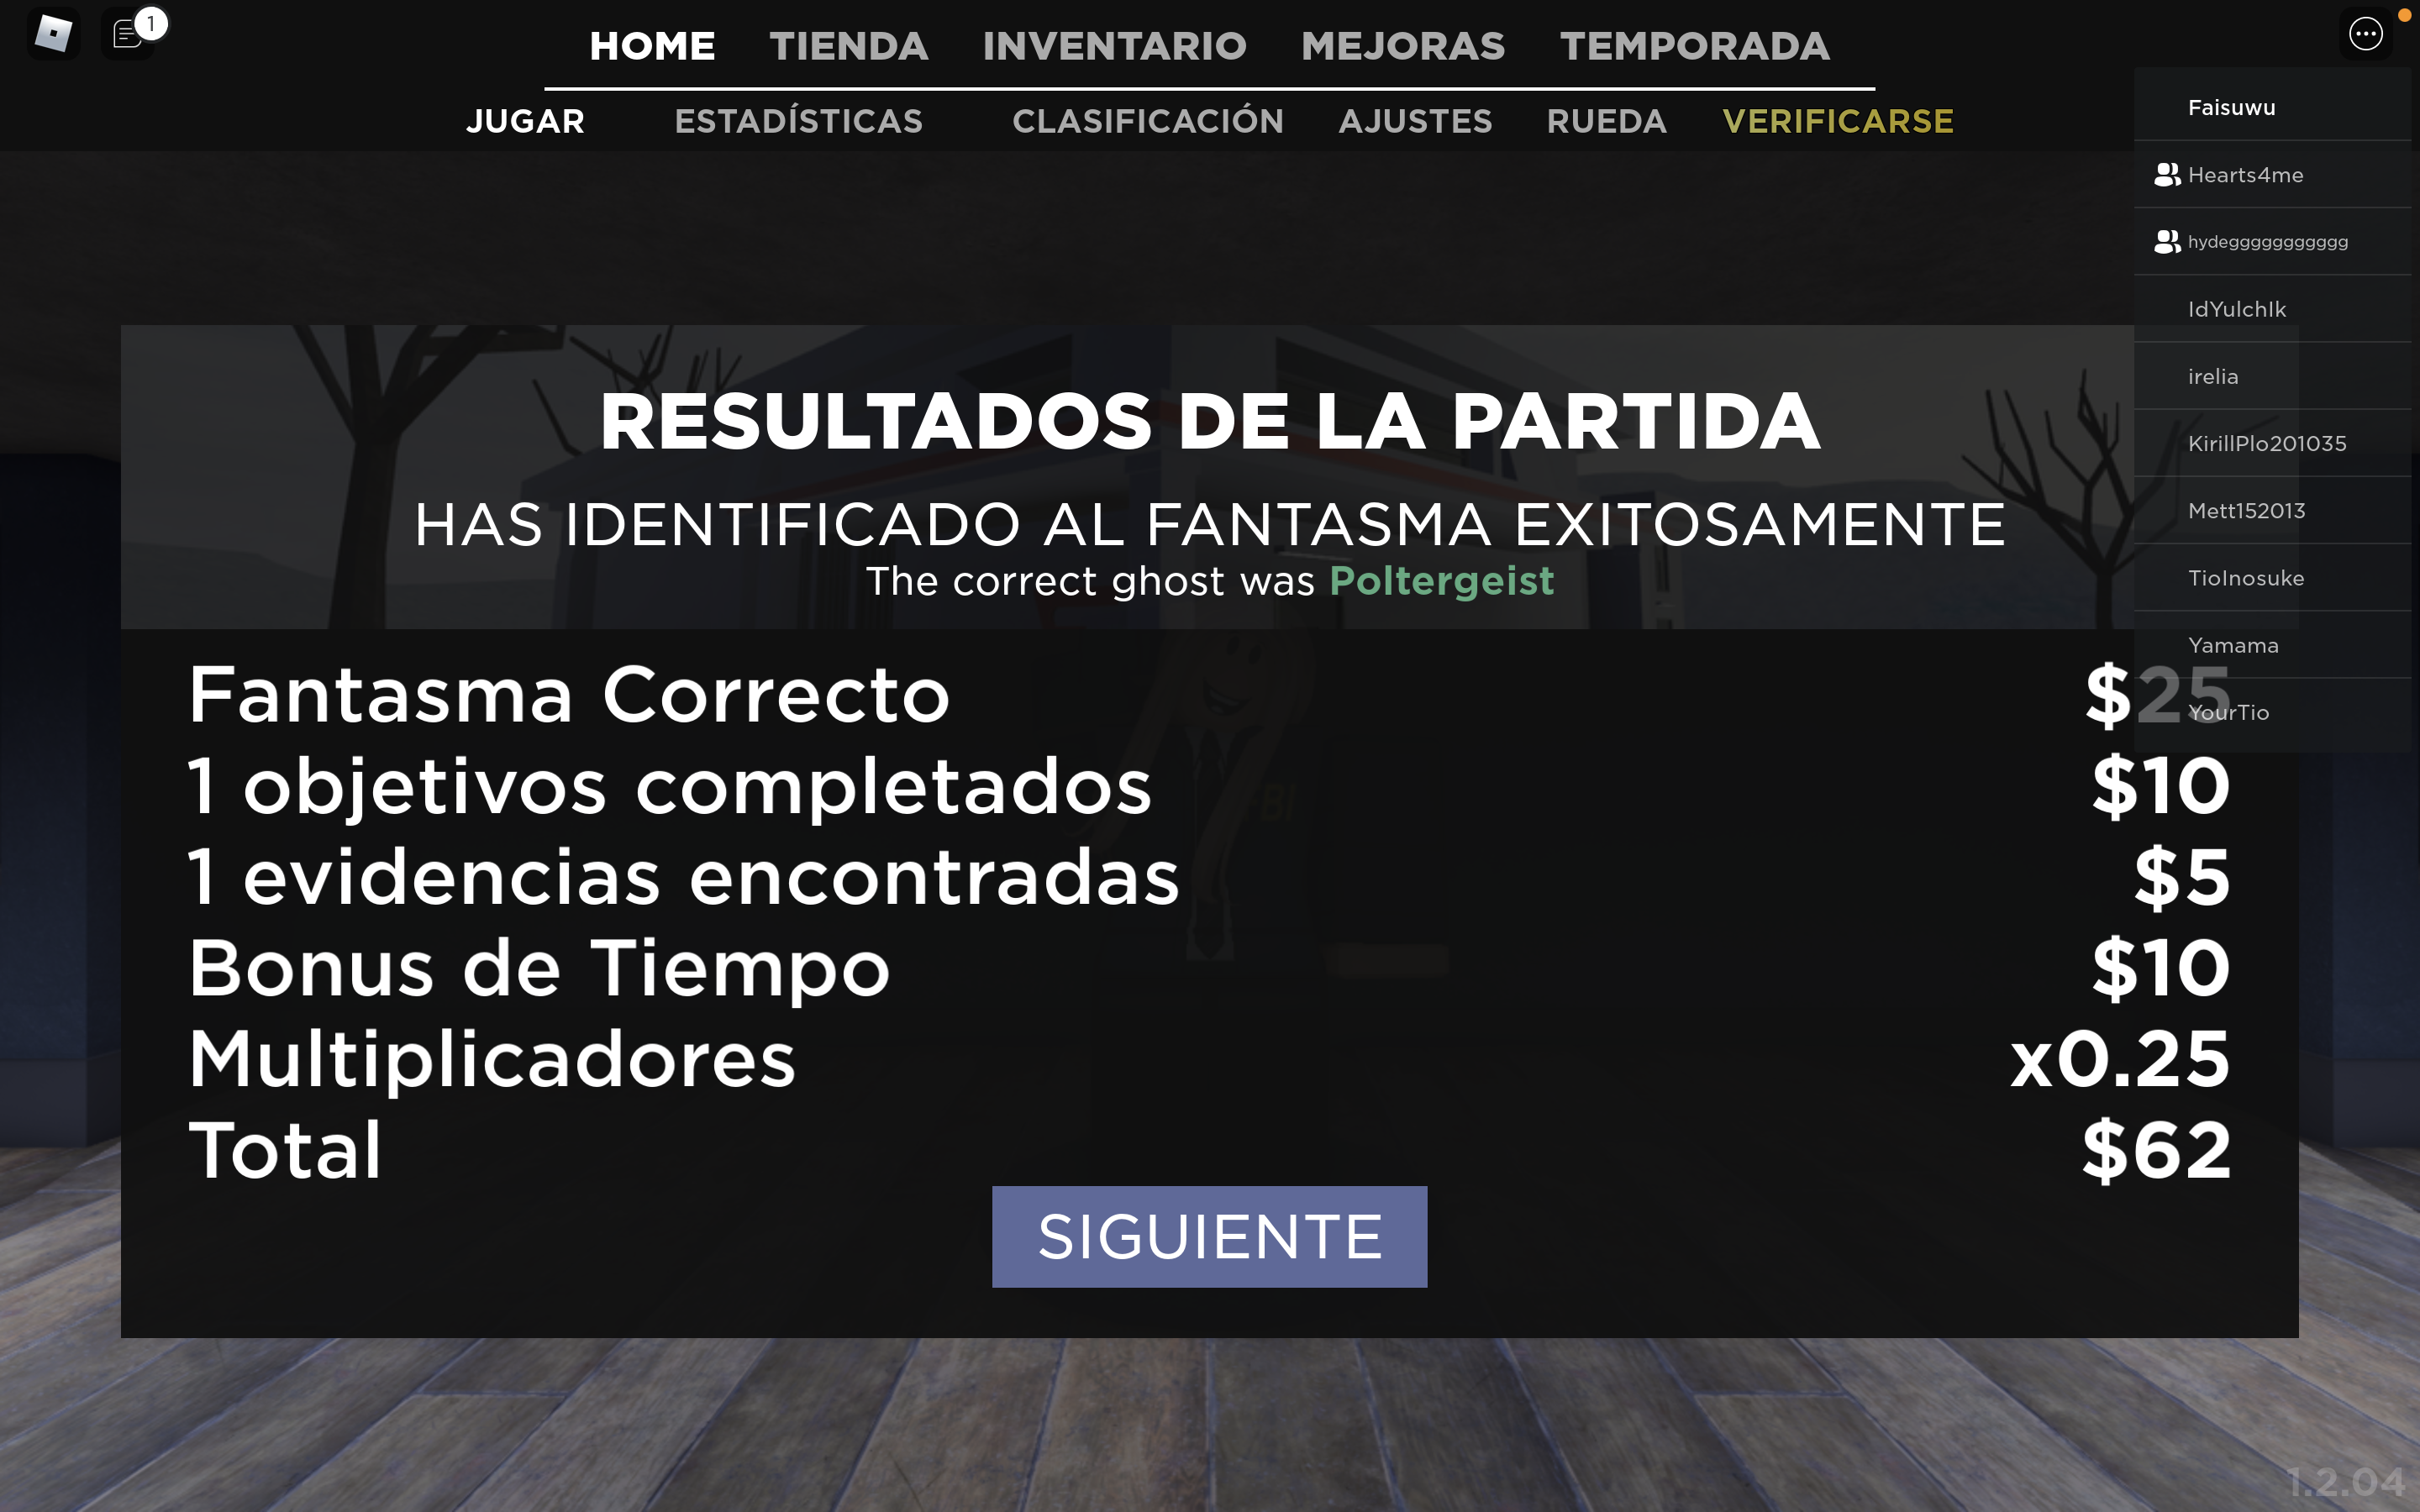 1
HOME TIENDA INVENTARIO MEJORAS TEMPORADA
JUGAR ESTADÍSTICAS CLASIFICACIÓN AJUSTES RUEDA VERIFICARSE
Faisuwu
Hearts4me
hydeggggggggggg
IdYulchIk
irelia
KirillPlo201035
Mett152013
TioInosuke
Yamama
YourTio
RESULTADOS DE LA PARTIDA
HAS IDENTIFICADO AL FANTASMA EXITOSAMENTE
The correct ghost was Poltergeist
Fantasma Correcto $25
1 objetivos completados $10
1 evidencias encontradas $5
Bonus de Tiempo $10
Multiplicadores x0.25
Total $62
SIGUIENTE
1.2.04